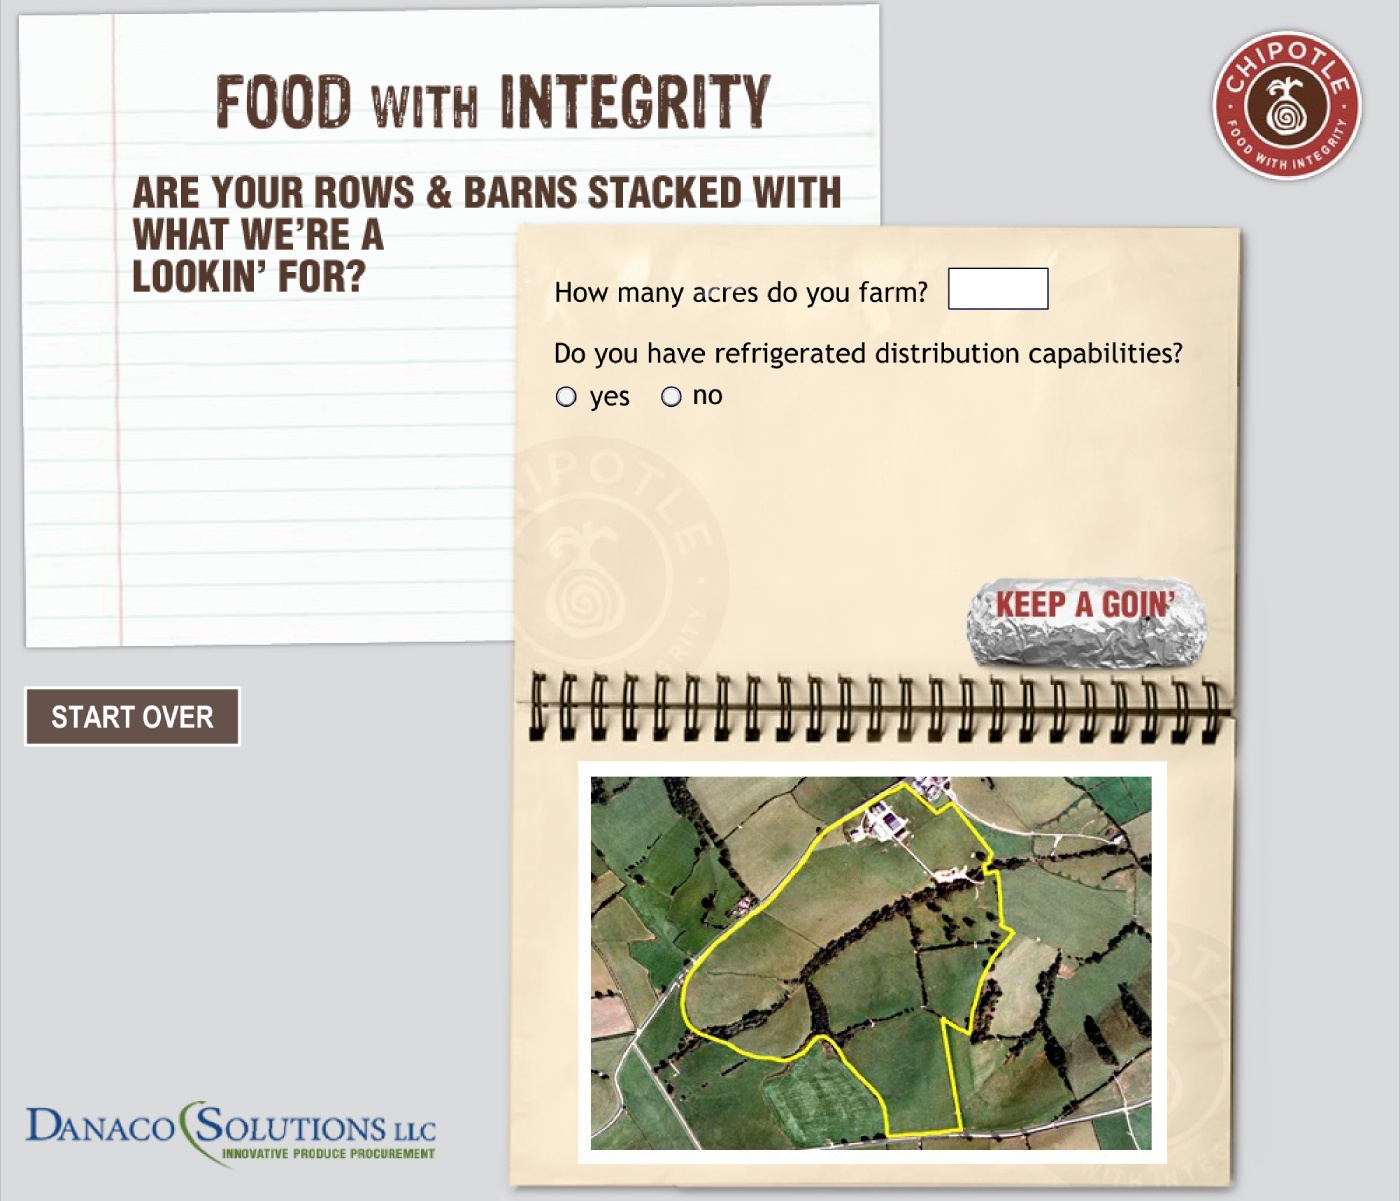 FOOD WITH INTEGRITY
ARE YOUR ROWS & BARNS STACKED WITH
WHAT WE'RE A
LOOKIN' FOR?
CHIPOTLE
FOOD WITH INTEGRITY
How many acres do you farm?
Do you have refrigerated distribution capabilities?
yes no
KEEP A GOIN'
START OVER
DANACO SOLUTIONS LLC
INNOVATIVE PRODUCE PROCUREMENT